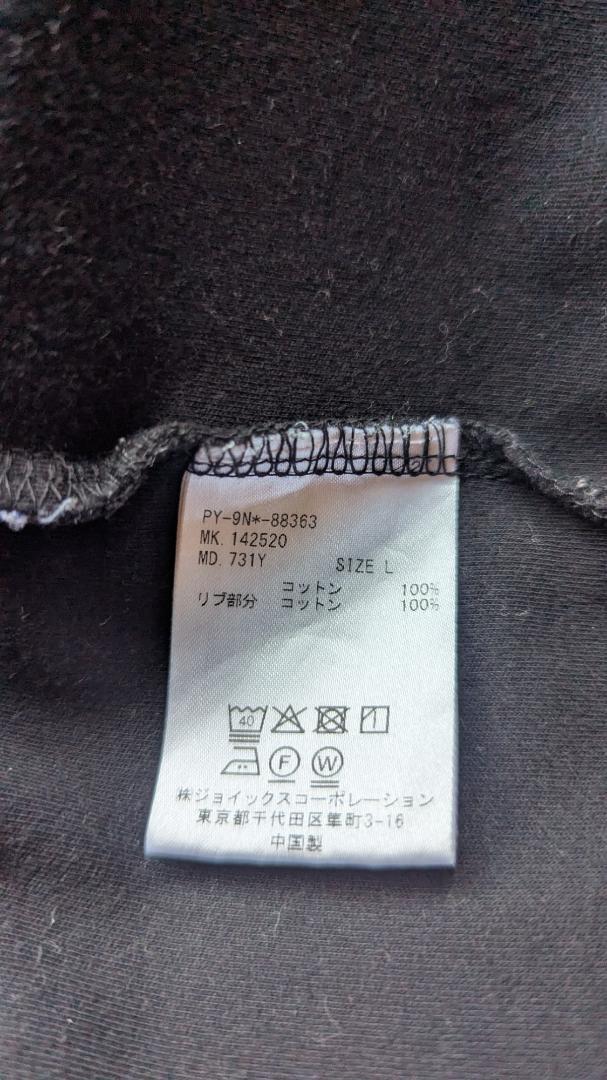 PY-9N*-88363
MK. 142520
MD. 731Y SIZE L
コットン 100%
リブ部分 コットン 100%
40
F W
㈱ジョイックスコーポレーション
東京都千代田区隼町3-16
中国製